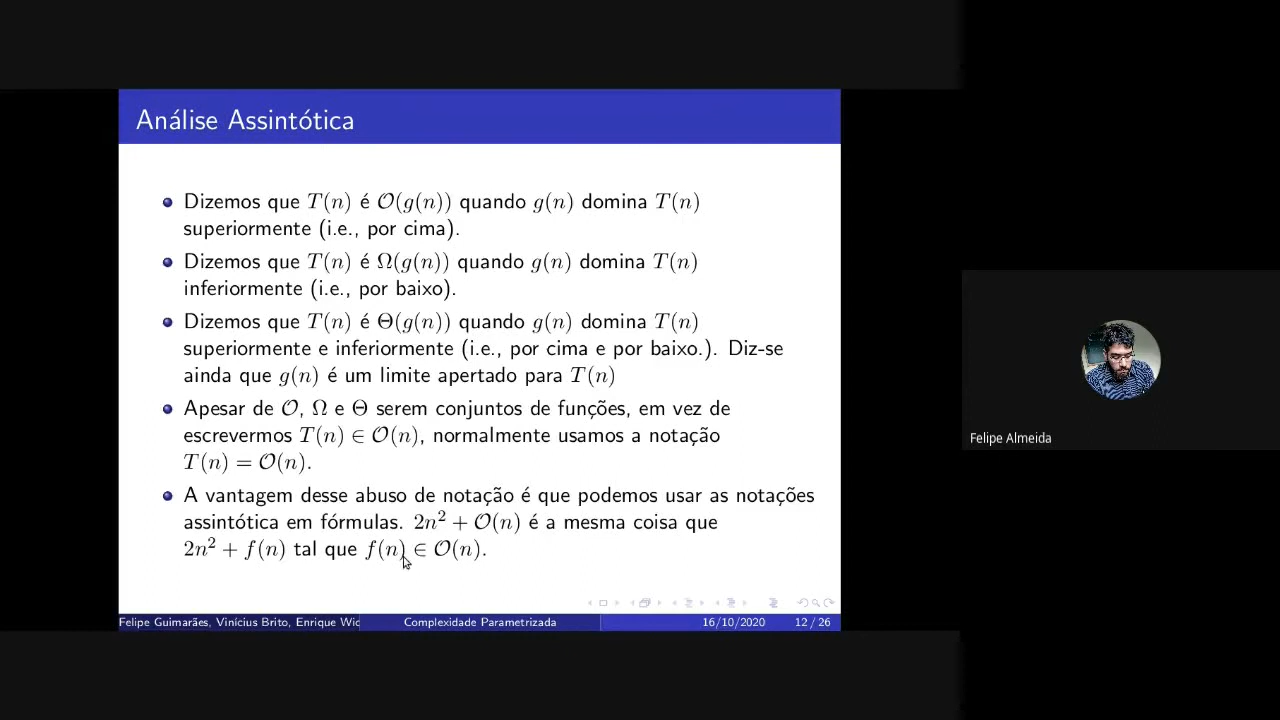 Análise Assintótica
Dizemos que T(n) é O(g(n)) quando g(n) domina T(n)
superiormente (i.e., por cima).
Dizemos que T(n) é Ω(g(n)) quando g(n) domina T(n)
inferiormente (i.e., por baixo).
Dizemos que T(n) é Θ(g(n)) quando g(n) domina T(n)
superiormente e inferiormente (i.e., por cima e por baixo.). Diz-se
ainda que g(n) é um limite apertado para T(n)
Apesar de O, Ω e Θ serem conjuntos de funções, em vez de
escrevermos T(n) ∈ O(n), normalmente usamos a notação
T(n) = O(n).
A vantagem desse abuso de notação é que podemos usar as notações
assintótica em fórmulas. 2n² + O(n) é a mesma coisa que
2n² + f(n) tal que f(n) ∈ O(n).
Felipe Guimarães, Vinícius Brito, Enrique Wic
Complexidade Parametrizada
16/10/2020
12 / 26
Felipe Almeida